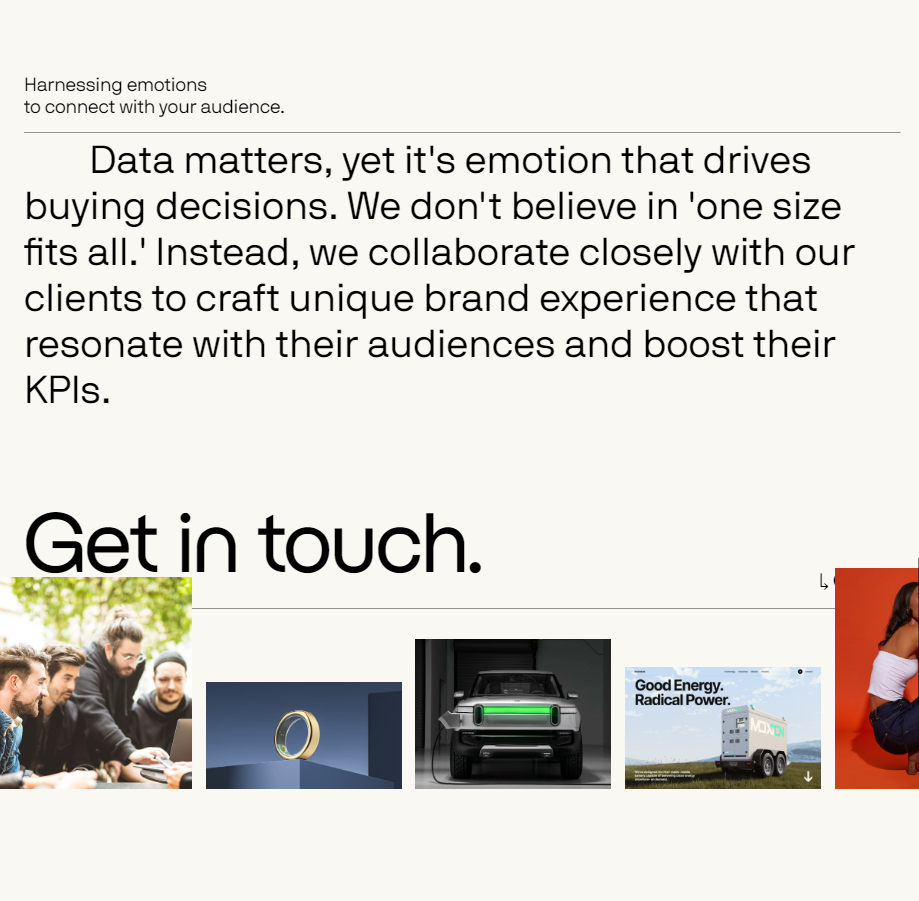 Harnessing emotions
to connect with your audience.
Data matters, yet it's emotion that drives
buying decisions. We don't believe in 'one size
fits all.' Instead, we collaborate closely with our
clients to craft unique brand experience that
resonate with their audiences and boost their
KPIs.
Get in touch.
Good Energy.
Radical Power.